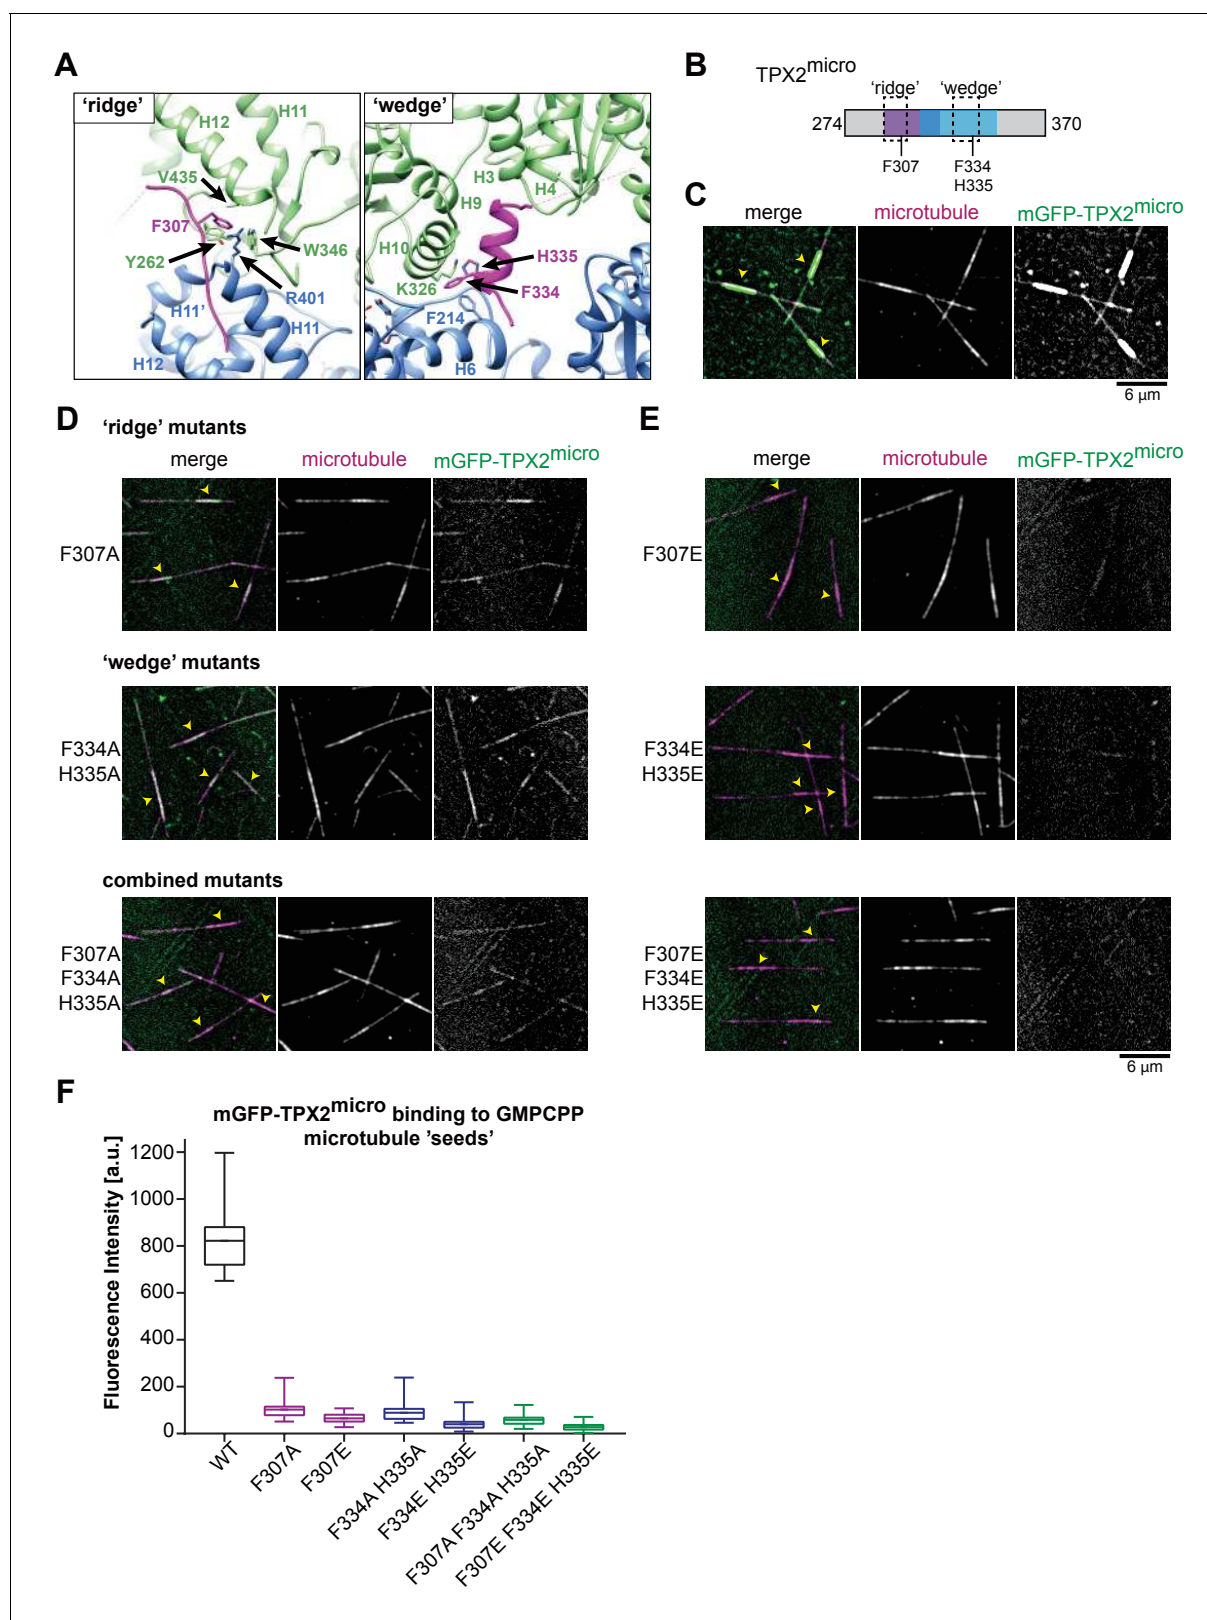 A
'ridge'
H11
H12
V435
F307
Y262
W346
R401
H11'
H11
H12
'wedge'
H3
H4
H9
H10
H335
K326
F334
F214
H6
B
TPX2micro
'ridge'
'wedge'
274
370
F307
F334
H335
C
merge
microtubule
mGFP-TPX2micro
6 µm
D
'ridge' mutants
merge
microtubule
mGFP-TPX2micro
F307A
'wedge' mutants
F334A
H335A
combined mutants
F307A
F334A
H335A
E
merge
microtubule
mGFP-TPX2micro
F307E
F334E
H335E
F307E
F334E
H335E
6 µm
F
mGFP-TPX2micro binding to GMPCPP
microtubule 'seeds'
Fluorescence Intensity [a.u.]
1200
1000
800
600
400
200
0
WT
F307A
F307E
F334A H335A
F334E H335E
F307A F334A H335A
F307E F334E H335E